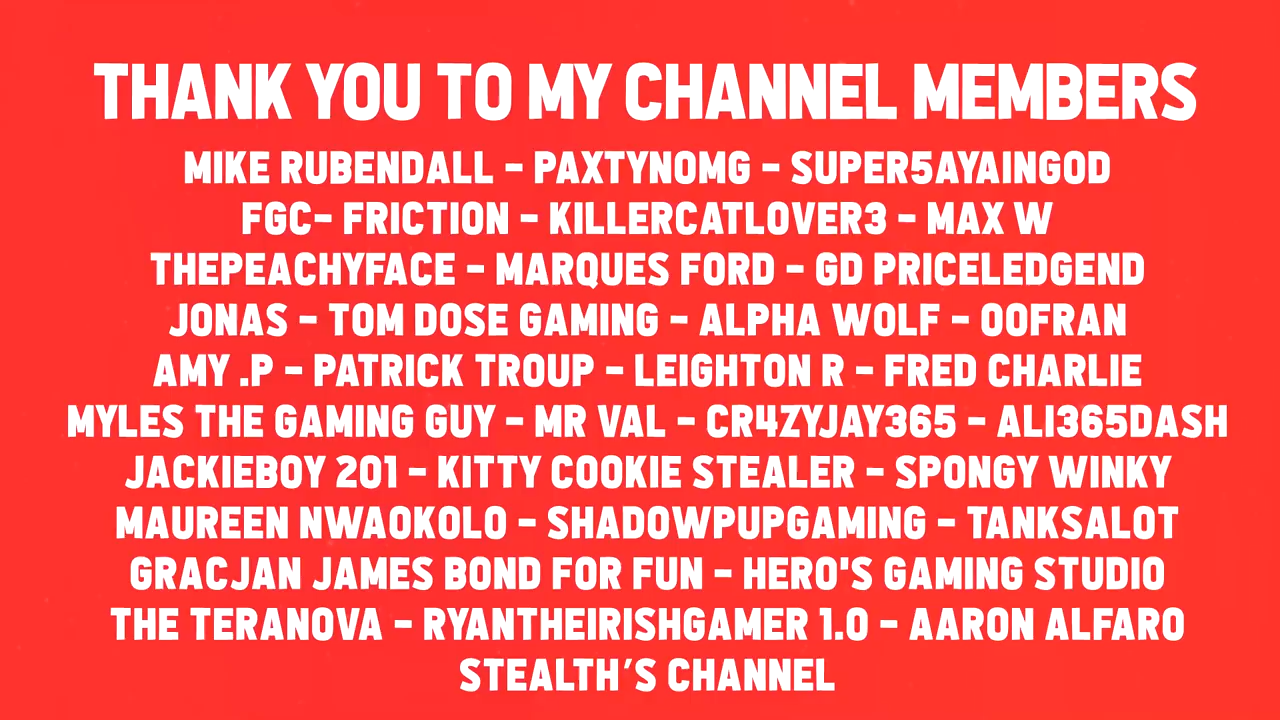 THANK YOU TO MY CHANNEL MEMBERS
MIKE RUBENDALL - PAXTYNOMG - SUPER5AYAINGOD
FGC- FRICTION - KILLERCATLOVER3 - MAX W
THEPEACHYFACE - MARQUES FORD - GD PRICELEDGEND
JONAS - TOM DOSE GAMING - ALPHA WOLF - OOFRAN
AMY .P - PATRICK TROUP - LEIGHTON R - FRED CHARLIE
MYLES THE GAMING GUY - MR VAL - CR4ZYJAY365 - ALI365DASH
JACKIEBOY 201 - KITTY COOKIE STEALER - SPONGY WINKY
MAUREEN NWAOKOLO - SHADOWPUPGAMING - TANKSALOT
GRACJAN JAMES BOND FOR FUN - HERO'S GAMING STUDIO
THE TERANOVA - RYANTHEIRISHGAMER 1.0 - AARON ALFARO
STEALTH’S CHANNEL